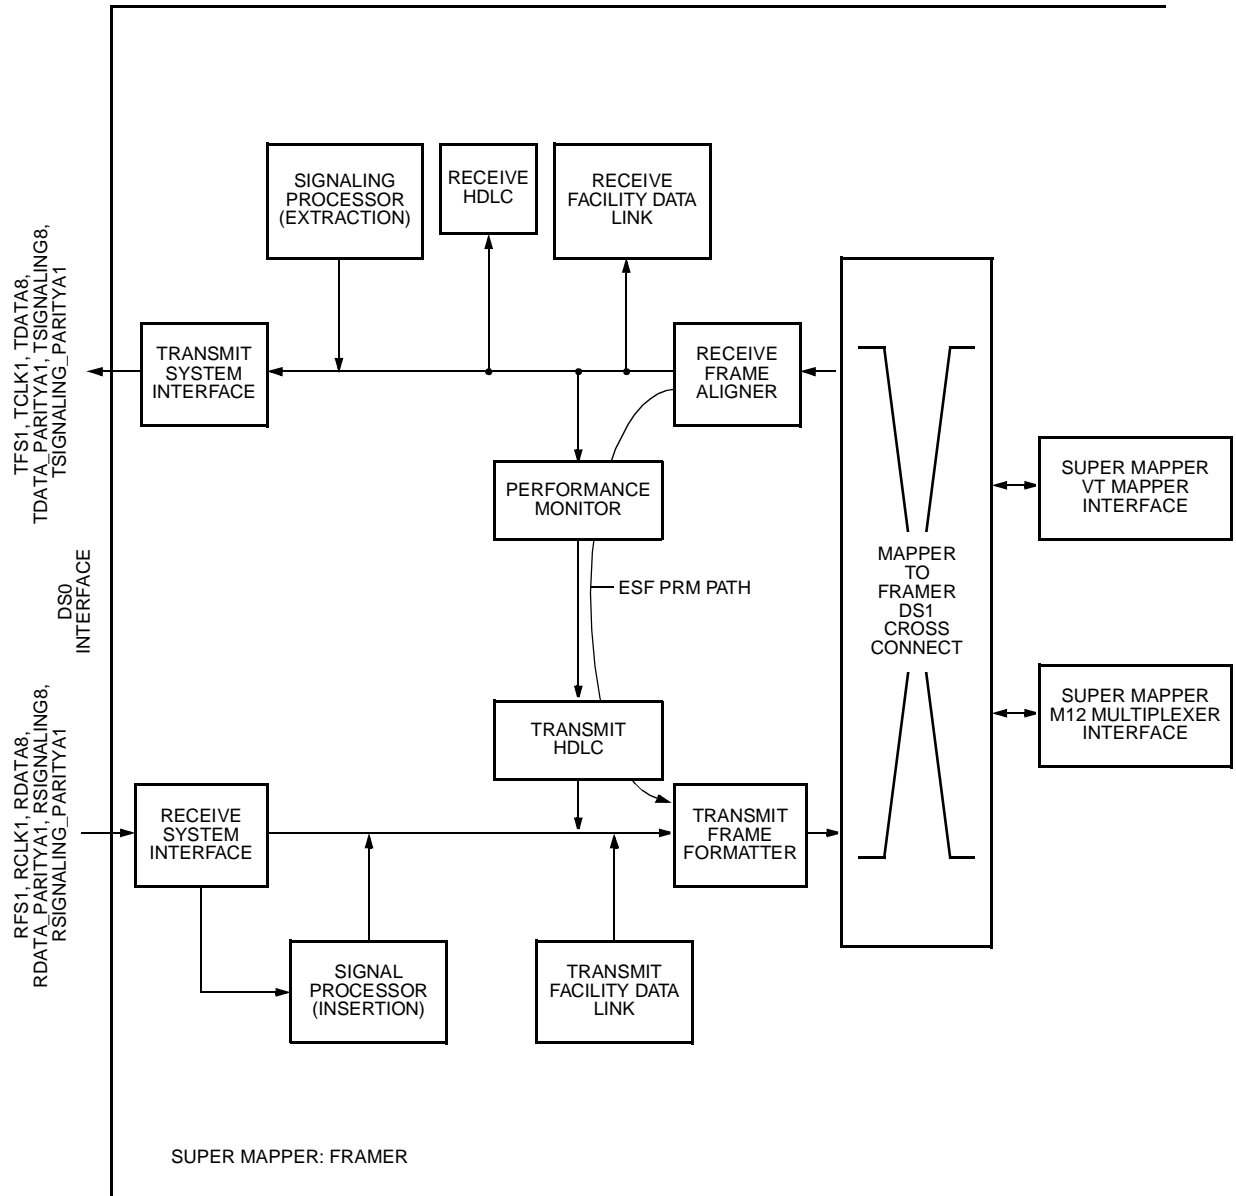 SIGNALING
PROCESSOR
(EXTRACTION)
RECEIVE
HDLC
RECEIVE
FACILITY DATA
LINK
TFS1, TCLK1, TDATA8,
TDATA_PARITYA1, TSIGNALING8,
TSIGNALING_PARITYA1
TRANSMIT
SYSTEM
INTERFACE
RECEIVE
FRAME
ALIGNER
PERFORMANCE
MONITOR
SUPER MAPPER
VT MAPPER
INTERFACE
DS0
INTERFACE
ESF PRM PATH
MAPPER
TO
FRAMER
DS1
CROSS
CONNECT
SUPER MAPPER
M12 MULTIPLEXER
INTERFACE
TRANSMIT
HDLC
RFS1, RCLK1, RDATA8,
RDATA_PARITYA1, RSIGNALING8,
RSIGNALING_PARITYA1
RECEIVE
SYSTEM
INTERFACE
TRANSMIT
FRAME
FORMATTER
SIGNAL
PROCESSOR
(INSERTION)
TRANSMIT
FACILITY DATA
LINK
SUPER MAPPER: FRAMER